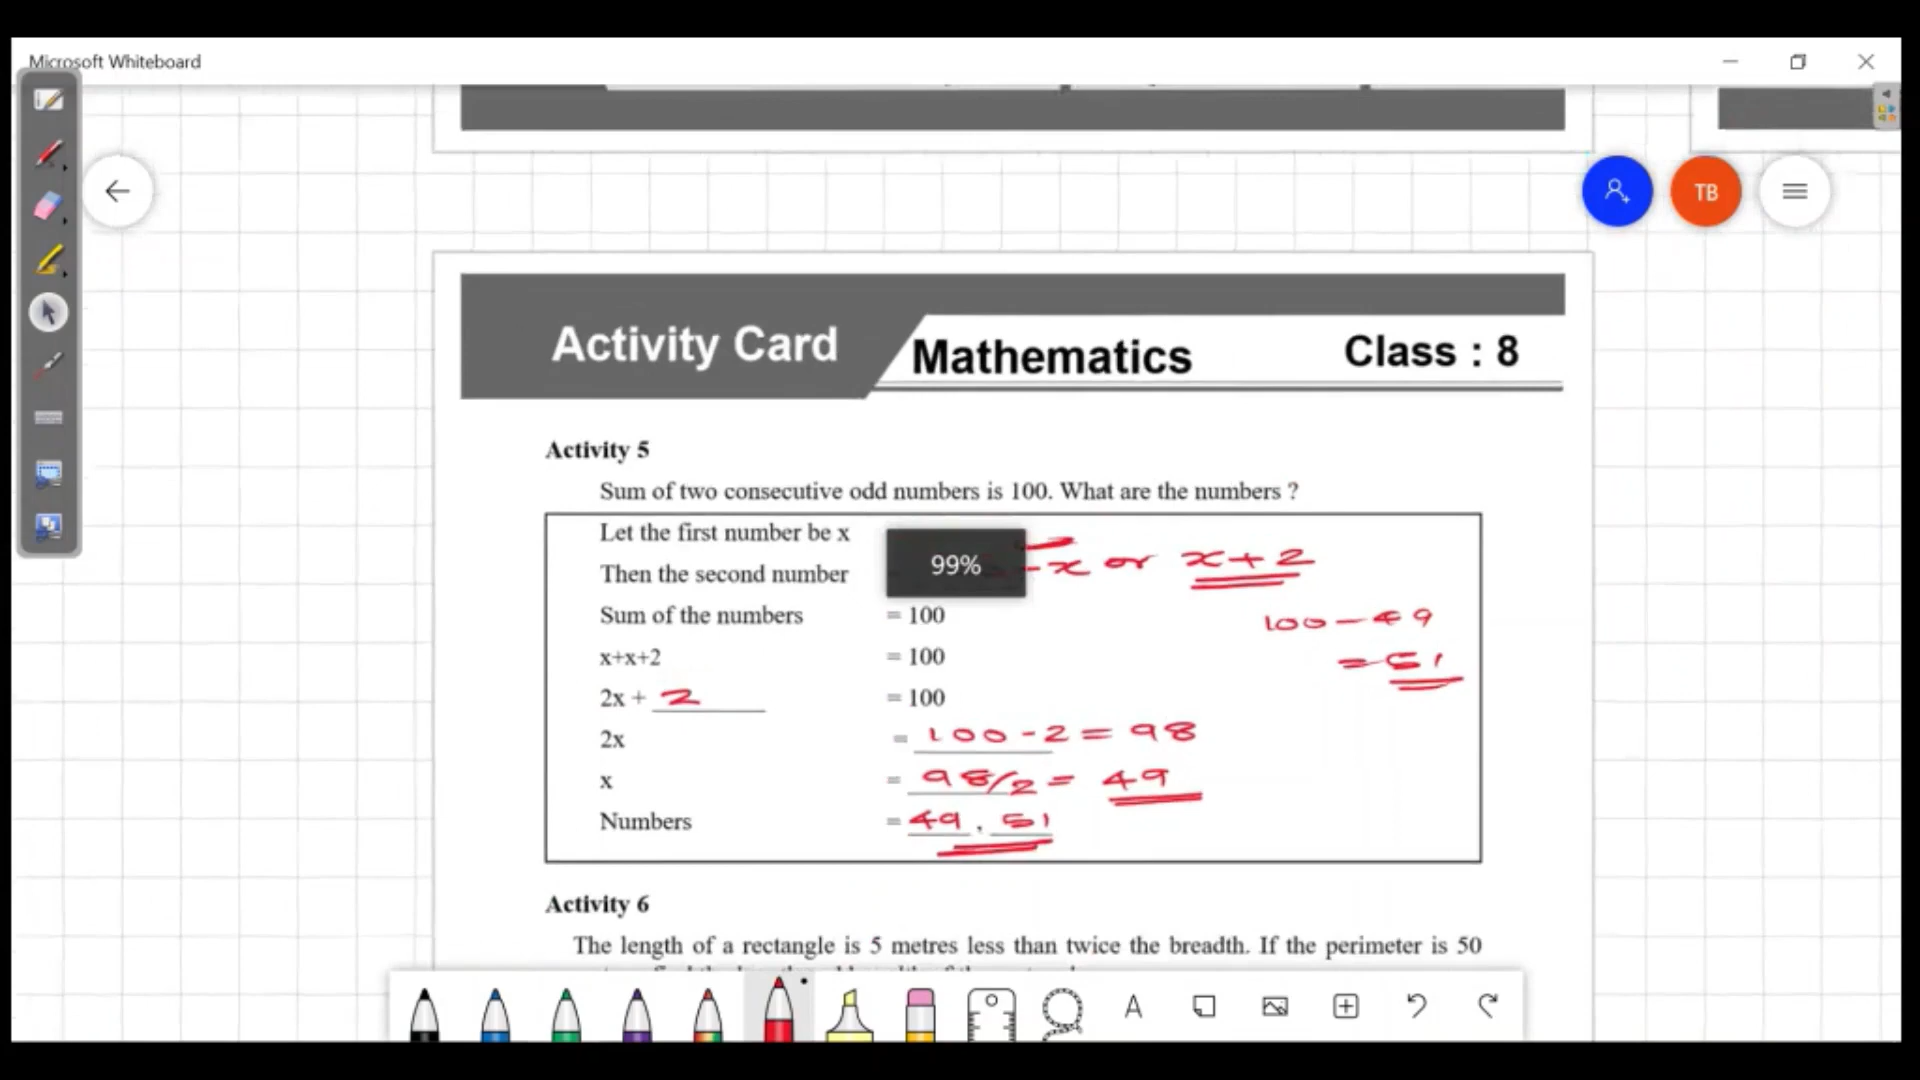 Microsoft Whiteboard
TB
Activity Card
Mathematics
Class : 8
Activity 5
Sum of two consecutive odd numbers is 100. What are the numbers ?
Let the first number be x
Then the second number
99%
-x or x+2
Sum of the numbers = 100
100-49
=51
x+x+2 = 100
2x + 2 = 100
2x = 100-2 = 98
x = 98/2 = 49
Numbers = 49 , 51
Activity 6
The length of a rectangle is 5 metres less than twice the breadth. If the perimeter is 50